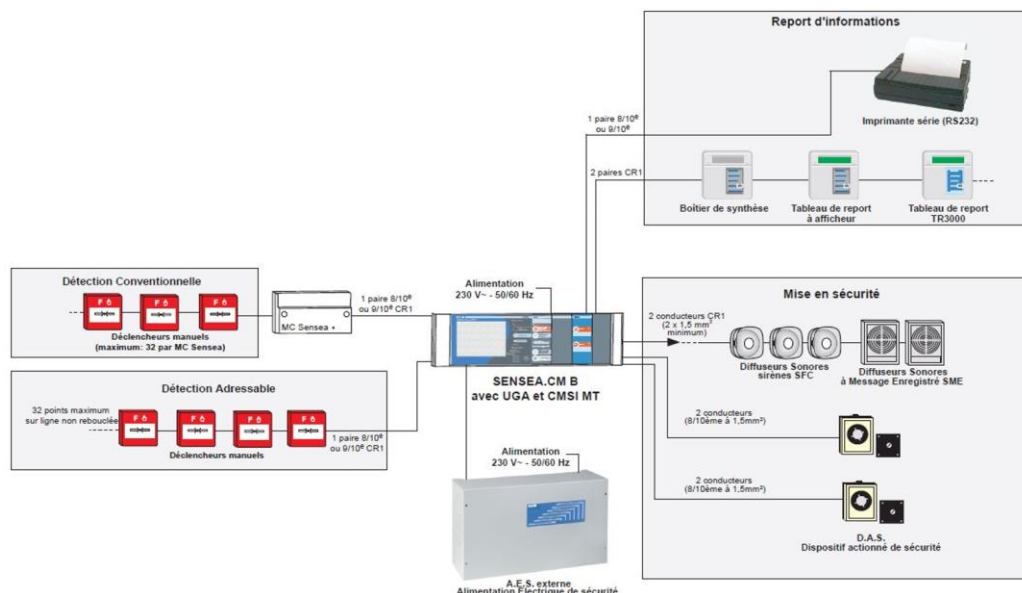 Report d'informations
1 paire 8/10e
ou 9/10e
Imprimante série (RS232)
2 paires CR1
Boîtier de synthèse
Tableau de report
à afficheur
Tableau de report
TR3000
Détection Conventionnelle
F
F
F
Déclencheurs manuels
(maximum: 32 par MC Sensea)
MC Sensea +
1 paire 8/10e
ou 9/10e CR1
Alimentation
230 V~ - 50/60 Hz
SENSEA.CM B
avec UGA et CMSI MT
Détection Adressable
32 points maximum
sur ligne non rebouclée
F
F
F
F
Déclencheurs manuels
1 paire 8/10e
ou 9/10e CR1
Alimentation
230 V~ - 50/60 Hz
A.E.S. externe
Alimentation Electrique de sécurité
Mise en sécurité
2 conducteurs CR1
(2 x 1,5 mm²
minimum)
Diffuseurs Sonores
sirènes SFC
Diffuseurs Sonores
à Message Enregistré SME
2 conducteurs
(8/10ème à 1,5mm²)
2 conducteurs
(8/10ème à 1,5mm²)
D.A.S.
Dispositif actionné de sécurité